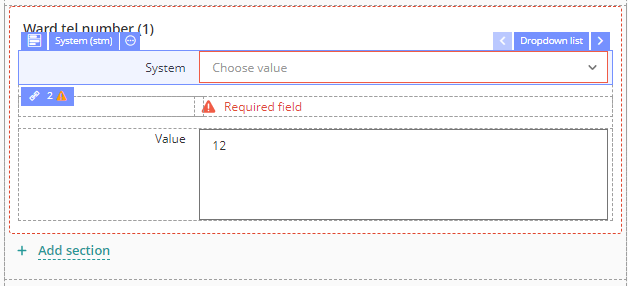 Ward tel number (1)
System (stm)
Dropdown list
System
Choose value
2
Required field
Value
12
+ Add section